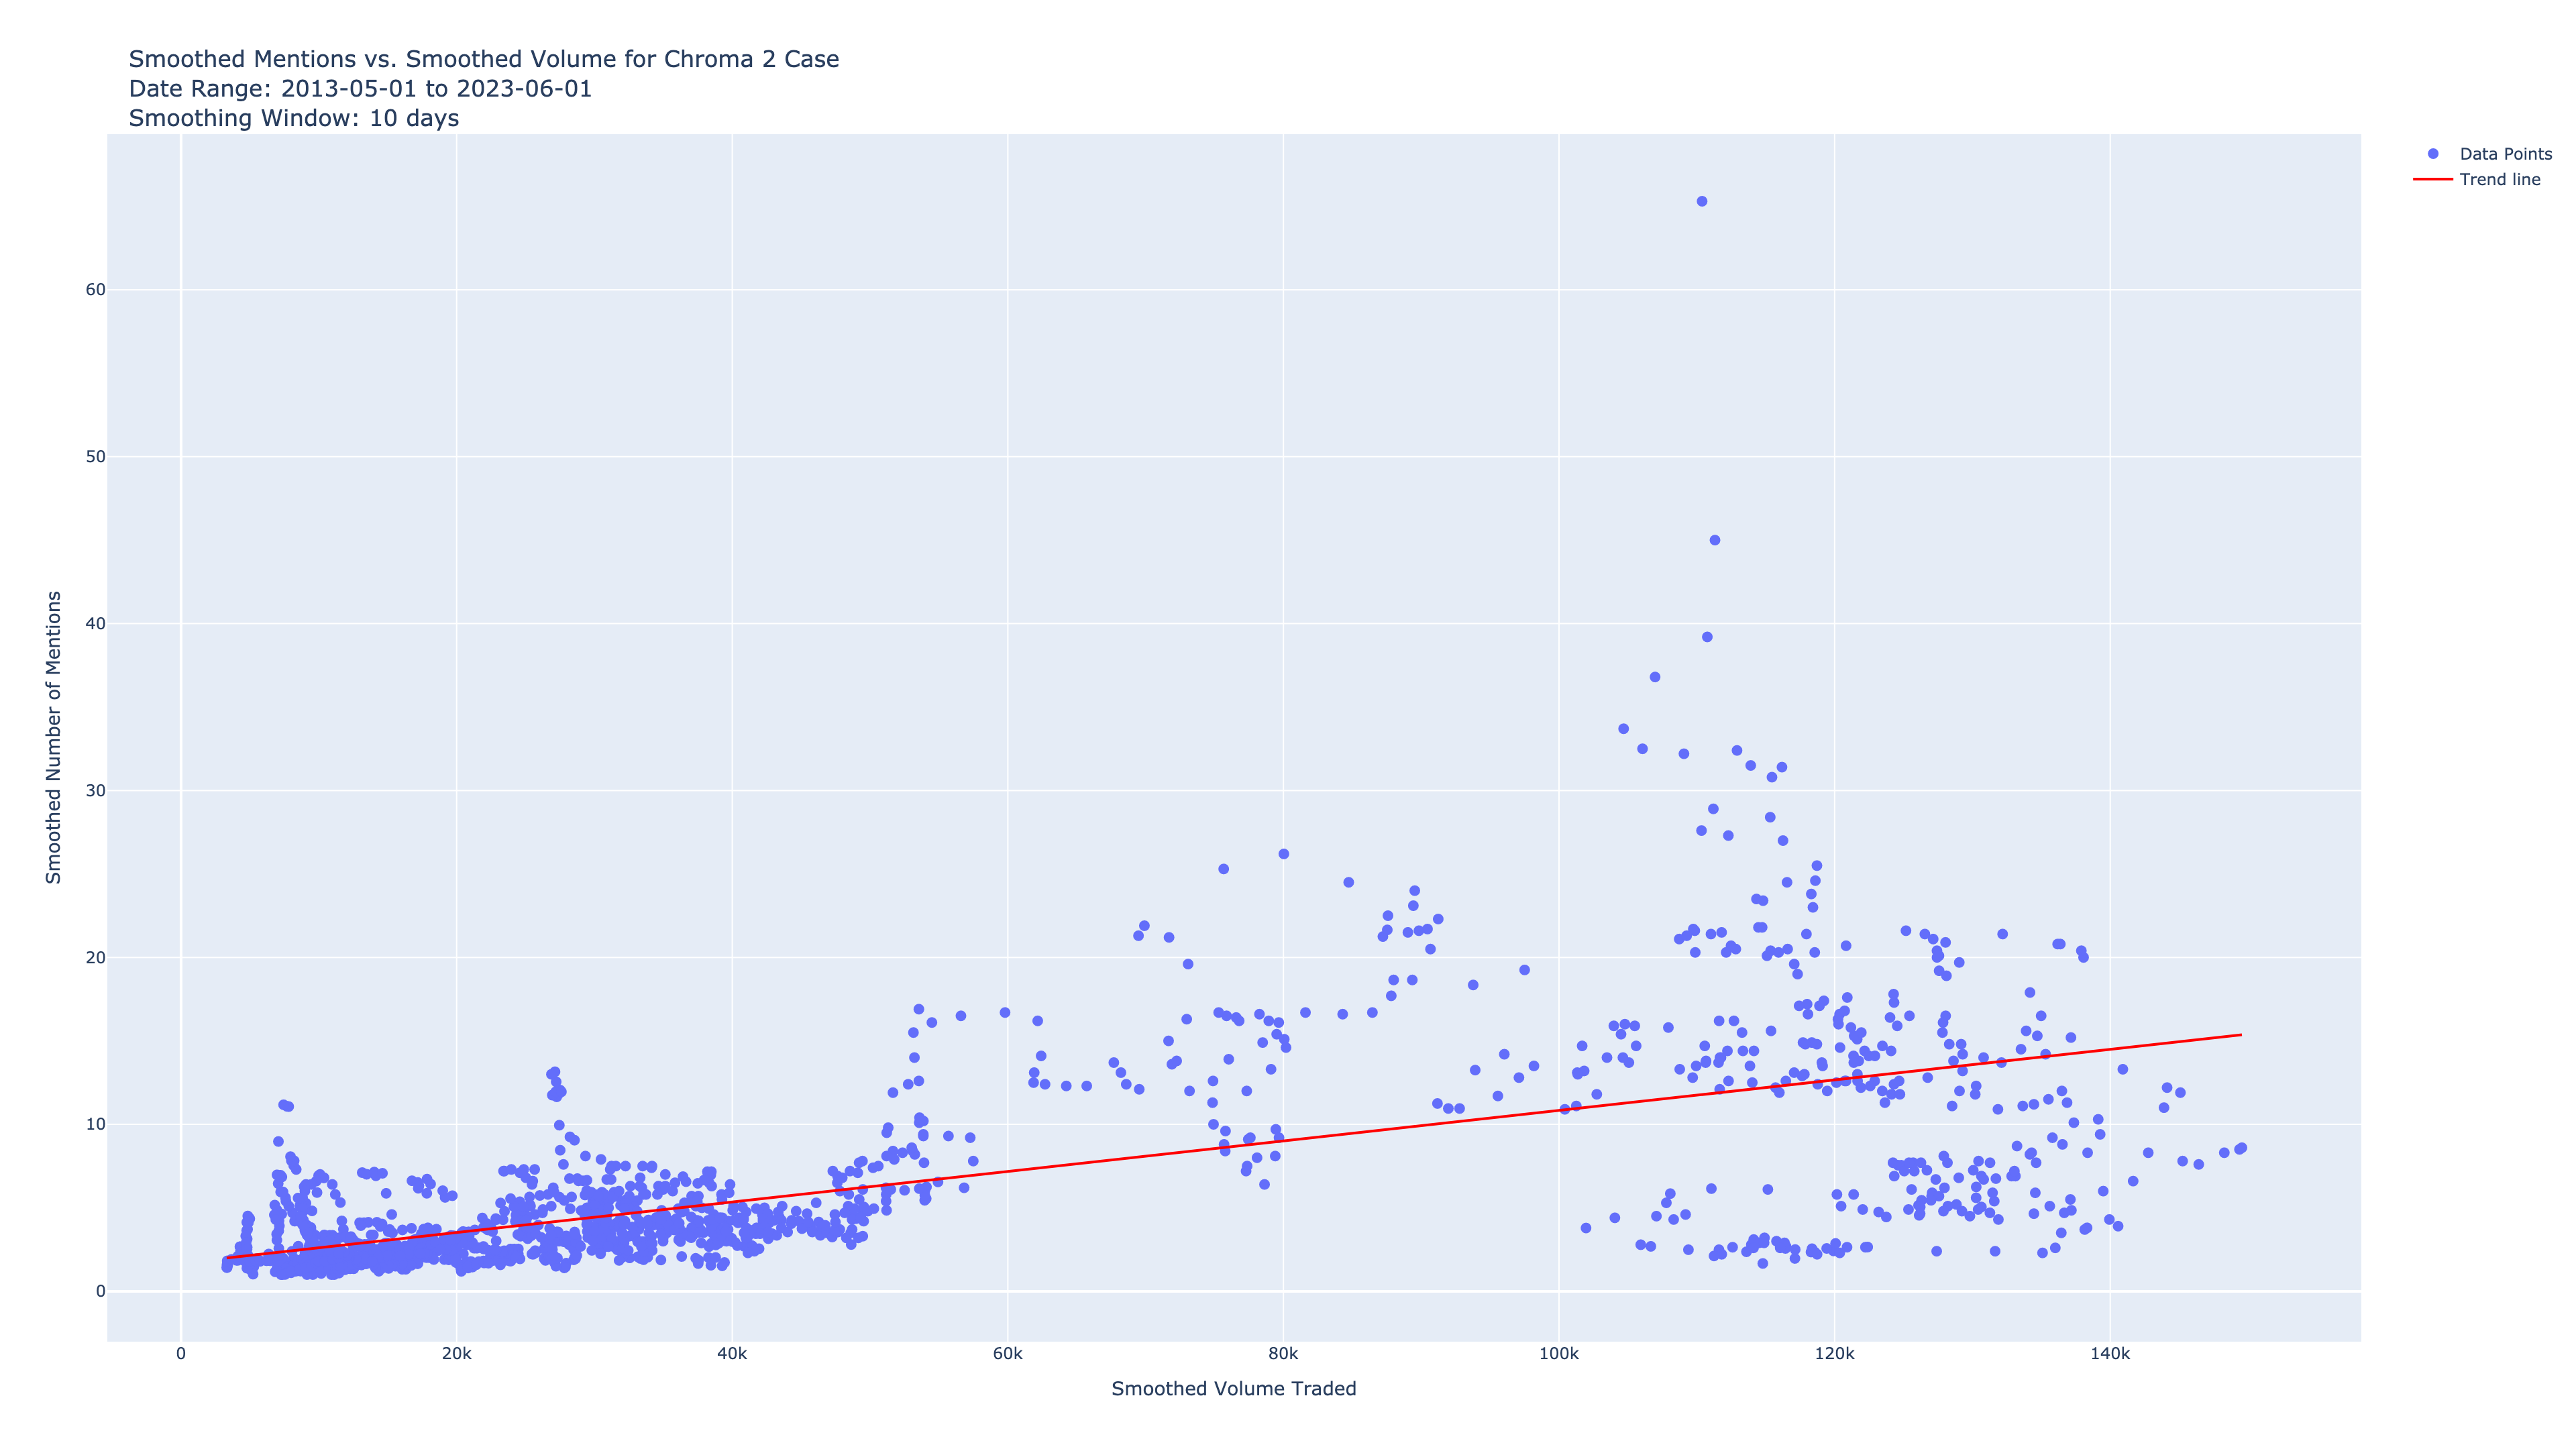 Smoothed Mentions vs. Smoothed Volume for Chroma 2 Case
Date Range: 2013-05-01 to 2023-06-01
Smoothing Window: 10 days
Data Points
Trend line
60
50
40
30
20
10
0
Smoothed Number of Mentions
0 20k 40k 60k 80k 100k 120k 140k
Smoothed Volume Traded